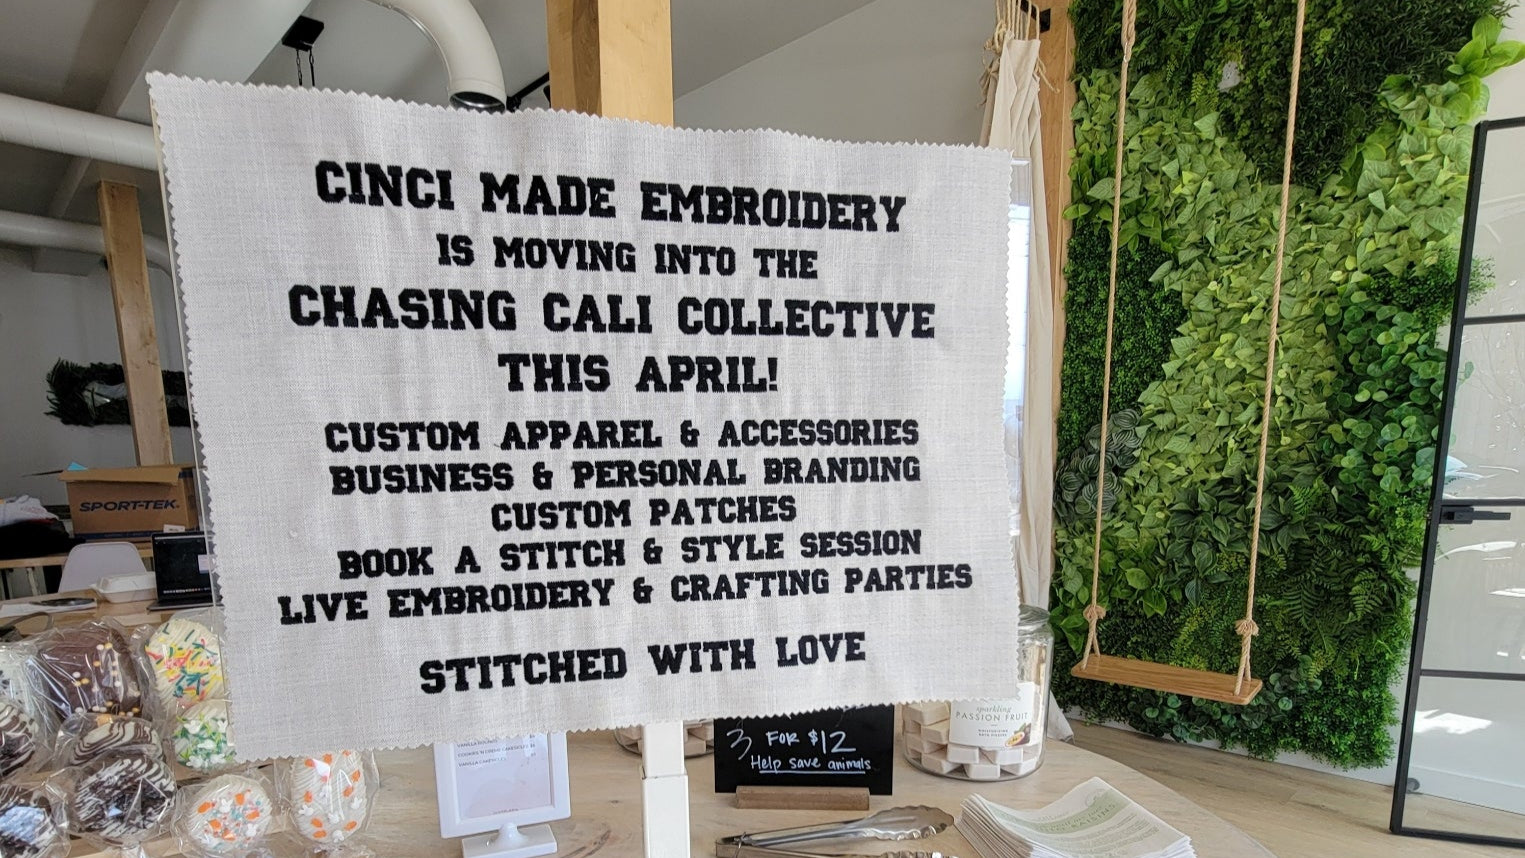 CINCI MADE EMBROIDERY
IS MOVING INTO THE
CHASING CALI COLLECTIVE
THIS APRIL!
CUSTOM APPAREL & ACCESSORIES
BUSINESS & PERSONAL BRANDING
CUSTOM PATCHES
BOOK A STITCH & STYLE SESSION
LIVE EMBROIDERY & CRAFTING PARTIES
STITCHED WITH LOVE
SPORT-TEK.
sparkling
PASSION FRUIT
3 FOR $12
Help save animals